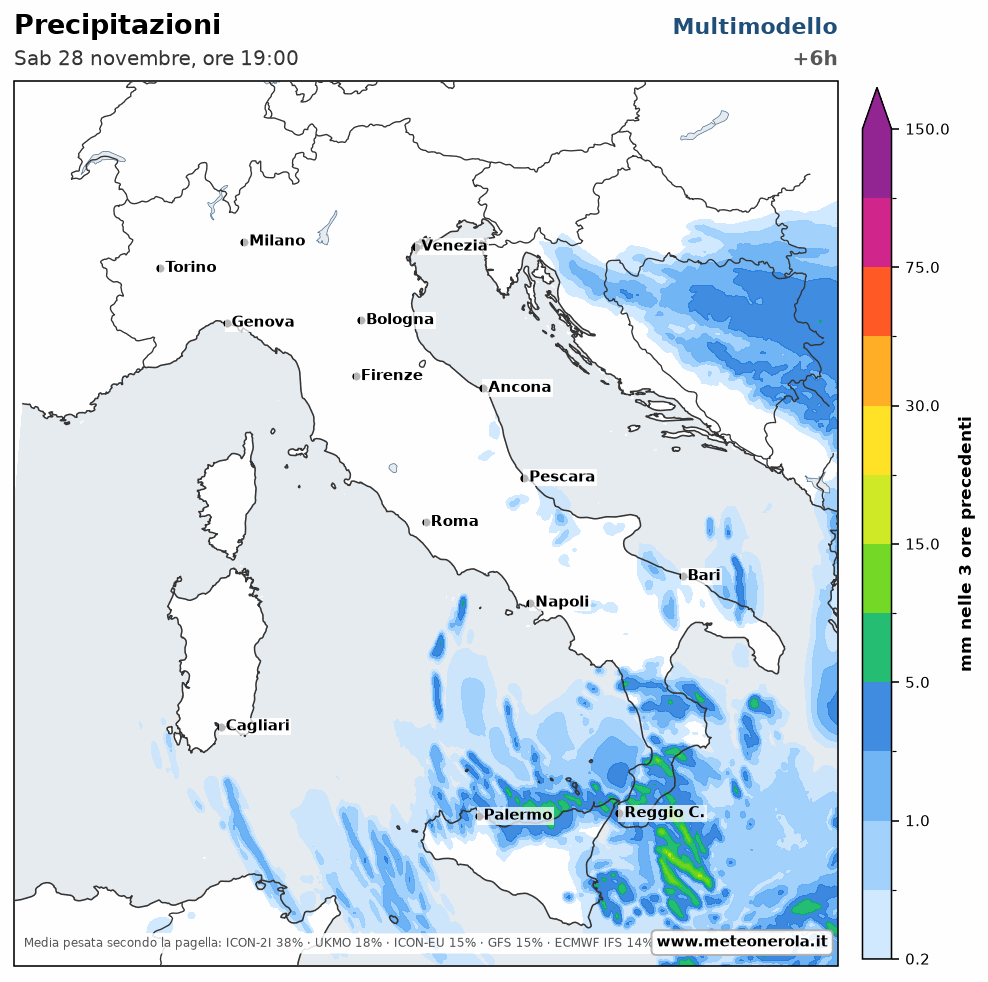 Precipitazioni
Multimodello
Sab 28 novembre, ore 19:00
+6h
150.0
75.0
30.0
15.0
5.0
1.0
0.2
mm nelle 3 ore precedenti
Milano
Venezia
Torino
Genova
Bologna
Firenze
Ancona
Pescara
Roma
Bari
Napoli
Cagliari
Palermo
Reggio C.
Media pesata secondo la pagella: ICON-2I 38% · UKMO 18% · ICON-EU 15% · GFS 15% · ECMWF IFS 14%
www.meteonerola.it